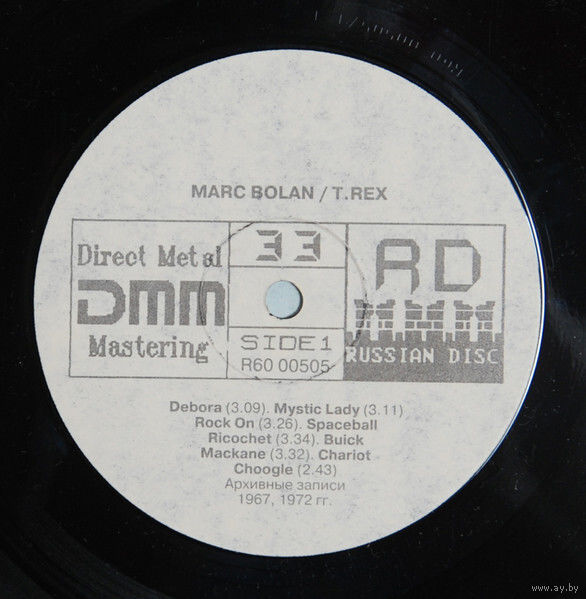 MARC BOLAN / T.REX
Direct Metal
DMM
Mastering
33
SIDE 1
R60 00505
RD
RUSSIAN DISC
Debora (3.09). Mystic Lady (3.11)
Rock On (3.26). Spaceball
Ricochet (3.34). Buick
Mackane (3.32). Chariot
Choogle (2.43)
Архивные записи
1967, 1972 гг.
www.ay.by